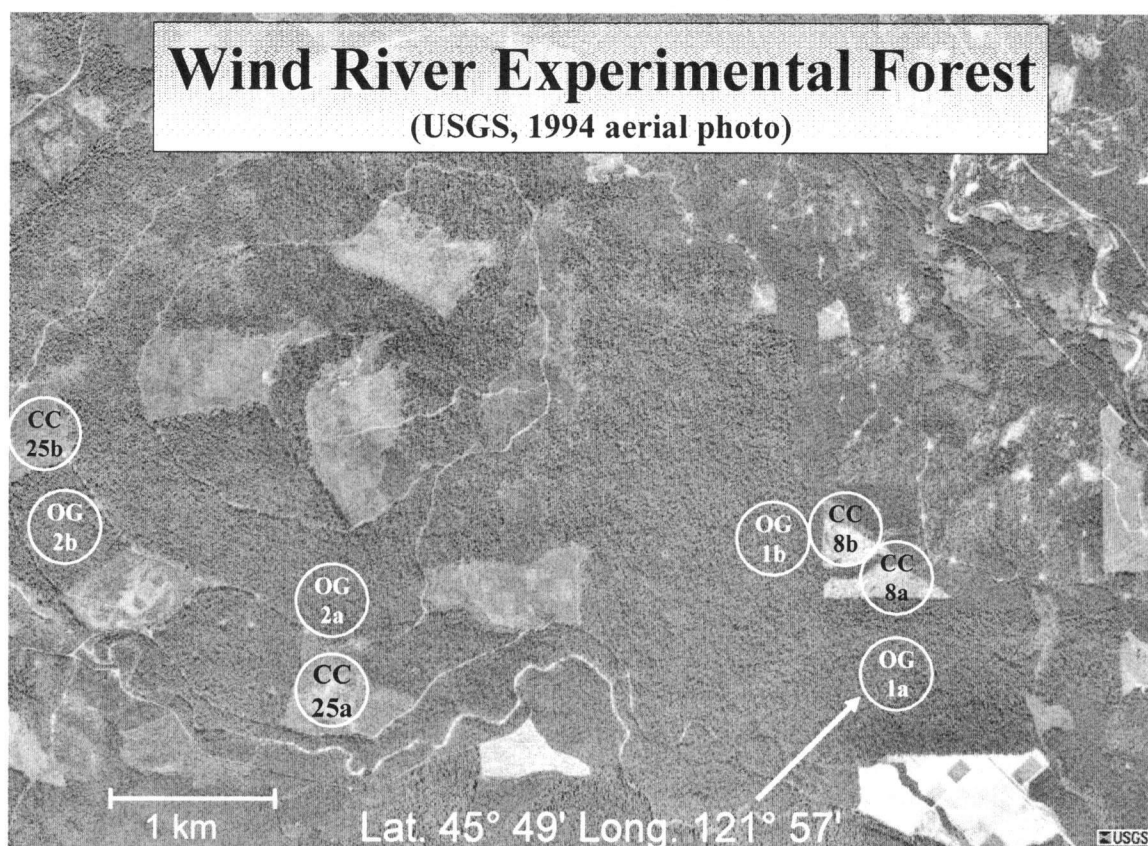 Wind River Experimental Forest
(USGS, 1994 aerial photo)
CC
25b
OG
2b
OG
2a
CC
25a
OG
1b
CC
8b
CC
8a
OG
1a
1 km
Lat. 45° 49' Long. 121° 57'
USGS